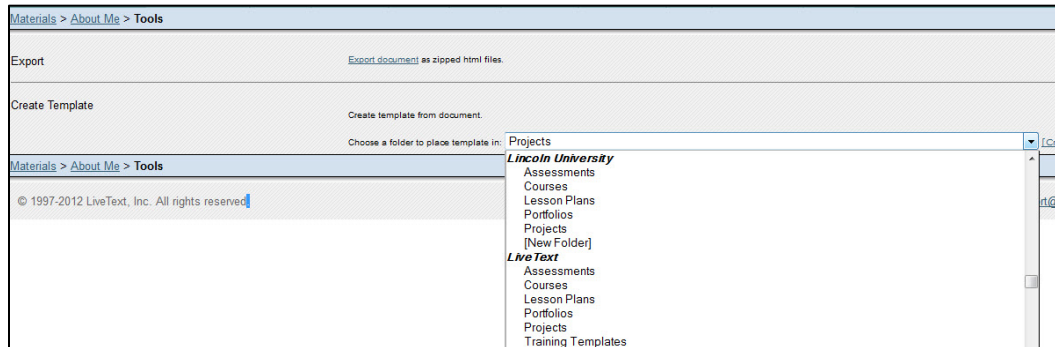 Materials > About Me > Tools
Export
Export document as zipped html files.
Create Template
Create template from document.
Choose a folder to place template in: Projects
Lincoln University
Assessments
Courses
Lesson Plans
Portfolios
Projects
[New Folder]
LiveText
Assessments
Courses
Lesson Plans
Portfolios
Projects
Training Templates
Materials > About Me > Tools
© 1997-2012 LiveText, Inc. All rights reserved.